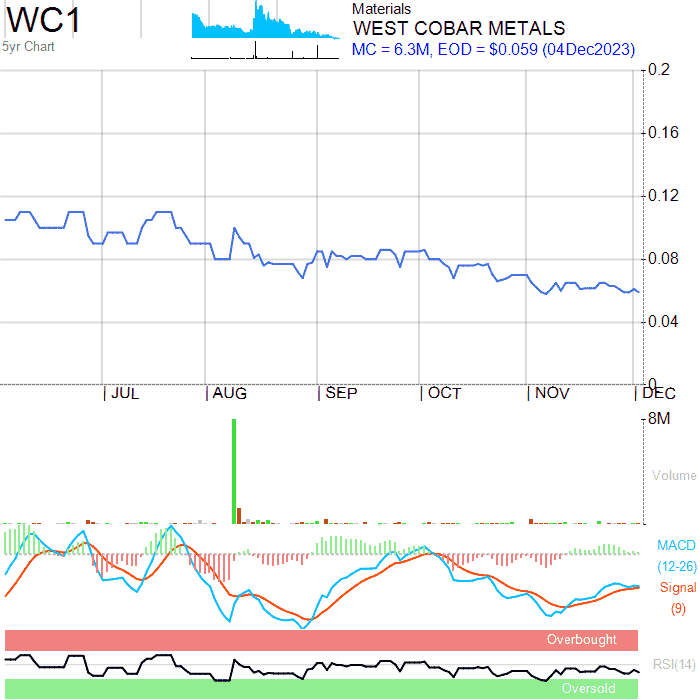 WC1
5yr Chart
Materials
WEST COBAR METALS
MC = 6.3M, EOD = $0.059 (04Dec2023)
0.2
0.16
0.12
0.08
0.04
0
JUL AUG SEP OCT NOV DEC
8M
Volume
MACD
(12-26)
Signal
(9)
Overbought
RSI(14)
Oversold